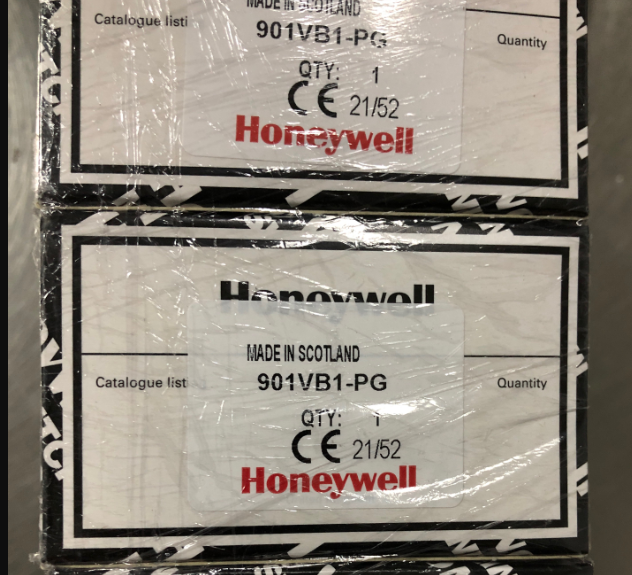 MADE IN SCOTLAND
Catalogue listi
901VB1-PG
Quantity
QTY: 1
CE 21/52
Honeywell
Honeywell
MADE IN SCOTLAND
Catalogue list
901VB1-PG
Quantity
QTY: 1
CE 21/52
Honeywell